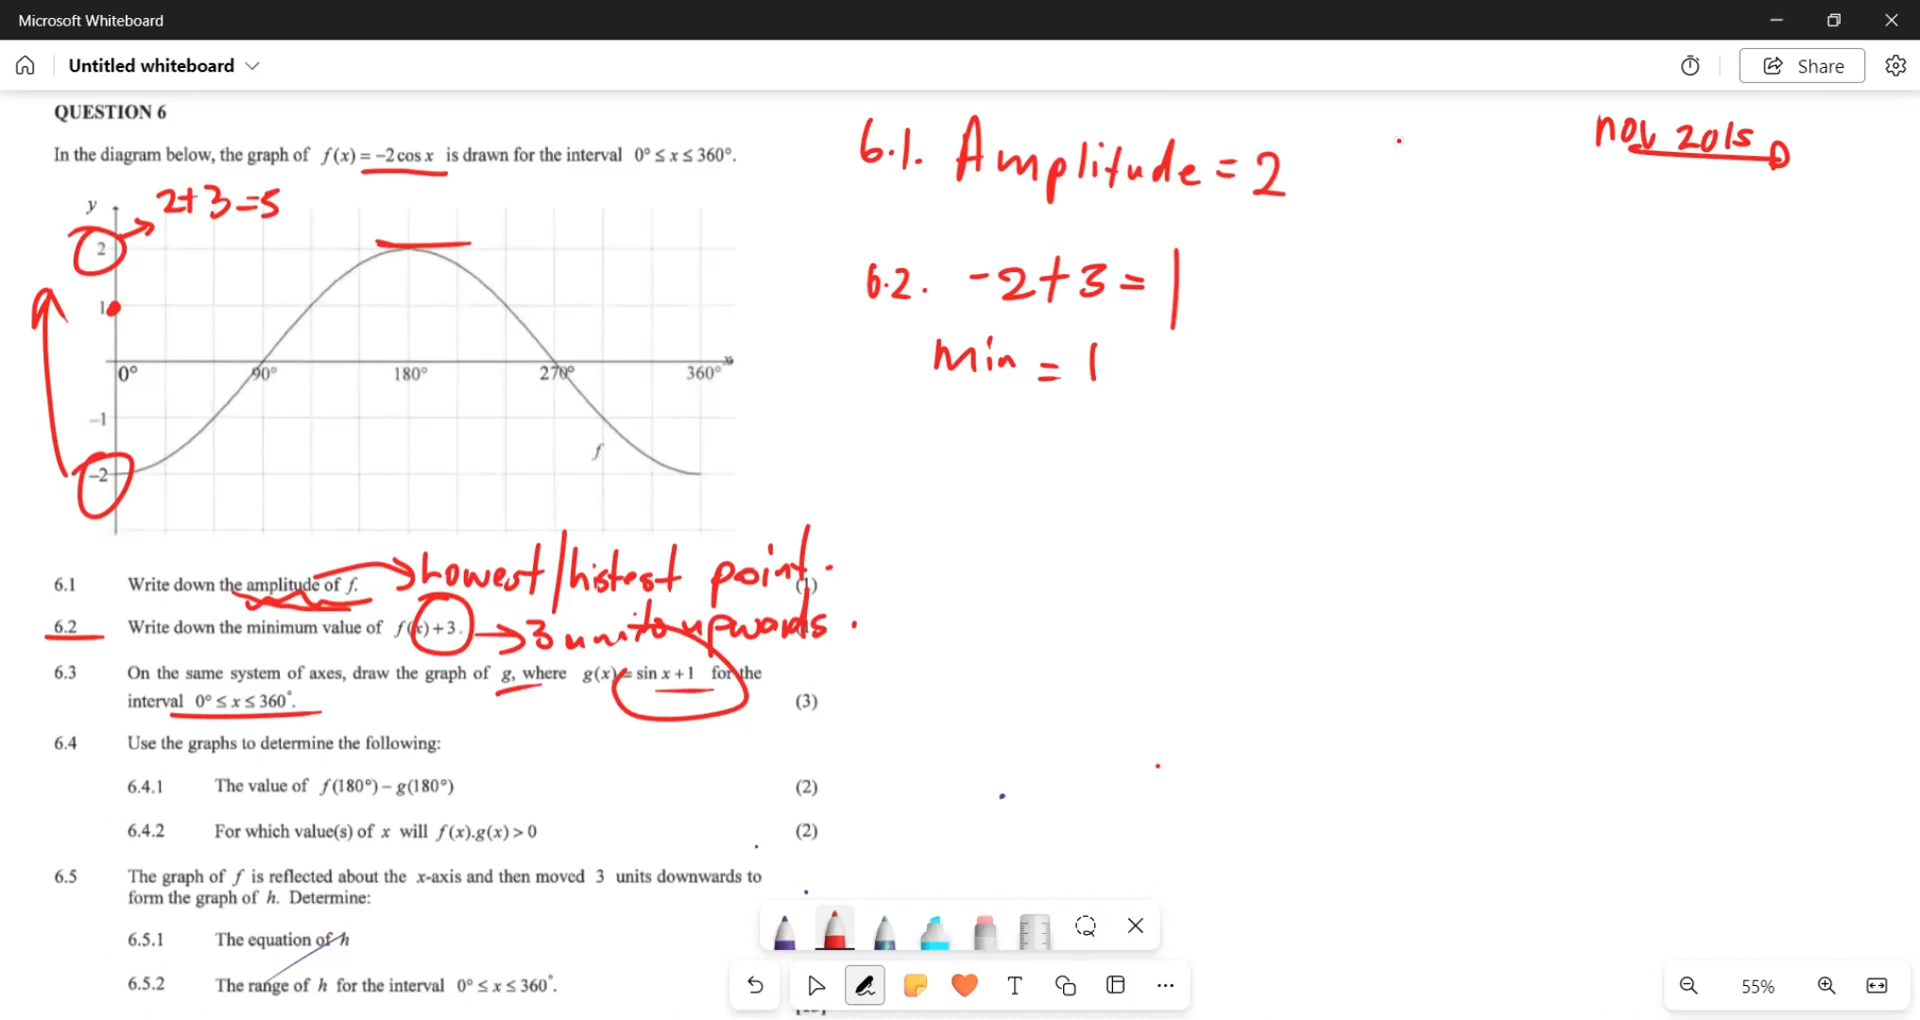 Microsoft Whiteboard
Untitled whiteboard
Share
QUESTION 6
In the diagram below, the graph of f(x) = −2 cos x is drawn for the interval 0° ≤ x ≤ 360°.
y
2+3=5
2
1
0°
90°
180°
270°
360°
x
−1
−2
f
6.1 Write down the amplitude of f. (1)
Lowest/histest point.
6.2 Write down the minimum value of f(x)+3.
3 units upwards.
6.3 On the same system of axes, draw the graph of g, where g(x) = sin x +1 for the
interval 0° ≤ x ≤ 360°. (3)
6.4 Use the graphs to determine the following:
6.4.1 The value of f(180°) − g(180°) (2)
6.4.2 For which value(s) of x will f(x).g(x) > 0 (2)
6.5 The graph of f is reflected about the x-axis and then moved 3 units downwards to
form the graph of h. Determine:
6.5.1 The equation of h
6.5.2 The range of h for the interval 0° ≤ x ≤ 360°.
6.1. Amplitude = 2
6.2. -2+3 = 1
Min = 1
Nov 2015
55%